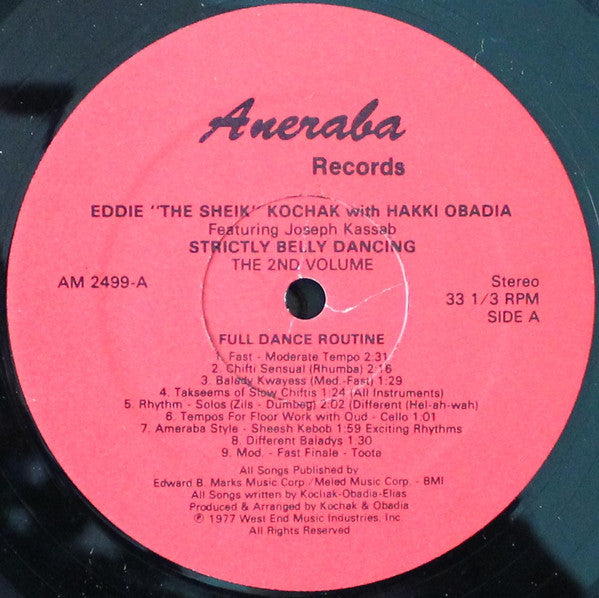 Aneraba
Records
EDDIE "THE SHEIK" KOCHAK with HAKKI OBADIA
Featuring Joseph Kassab
STRICTLY BELLY DANCING
THE 2ND VOLUME
AM 2499-A
Stereo
33 1/3 RPM
SIDE A
FULL DANCE ROUTINE
1. Fast - Moderate Tempo 2:31
2. Chifti Sensual (Rhumba) 2:16
3. Balady Kwayess (Med.-Fast) 1:29
4. Takseems of Slow Chiftis 1:24 (All Instruments)
5. Rhythm - Solos (Zils - Dumbeg) 2:02 (Different (Hel-ah-wah)
6. Tempos For Floor Work with Oud - Cello 1:01
7. Ameraba Style - Sheesh Kebob 1:59 Exciting Rhythms
8. Different Baladys 1.30
9. Mod. - Fast Finale - Toota
All Songs Published by
Edward B. Marks Music Corp./Meled Music Corp. - BMI
All Songs written by Kochak-Obadia-Elias
Produced & Arranged by Kochak & Obadia
℗ 1977 West End Music Industries, Inc.
All Rights Reserved